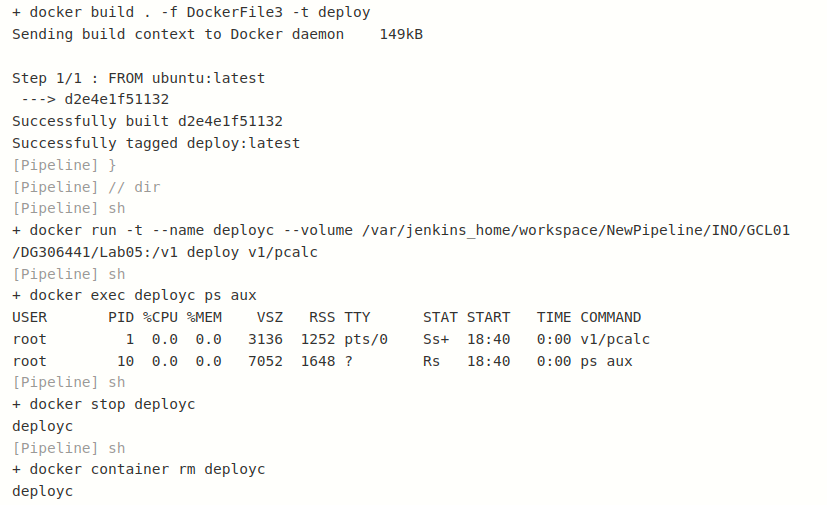 + docker build . -f DockerFile3 -t deploy
Sending build context to Docker daemon    149kB

Step 1/1 : FROM ubuntu:latest
 ---> d2e4e1f51132
Successfully built d2e4e1f51132
Successfully tagged deploy:latest
[Pipeline] }
[Pipeline] // dir
[Pipeline] sh
+ docker run -t --name deployc --volume /var/jenkins_home/workspace/NewPipeline/INO/GCL01
/DG306441/Lab05:/v1 deploy v1/pcalc
[Pipeline] sh
+ docker exec deployc ps aux
USER       PID %CPU %MEM    VSZ   RSS TTY      STAT START   TIME COMMAND
root         1  0.0  0.0   3136  1252 pts/0    Ss+  18:40   0:00 v1/pcalc
root        10  0.0  0.0   7052  1648 ?        Rs   18:40   0:00 ps aux
[Pipeline] sh
+ docker stop deployc
deployc
[Pipeline] sh
+ docker container rm deployc
deployc